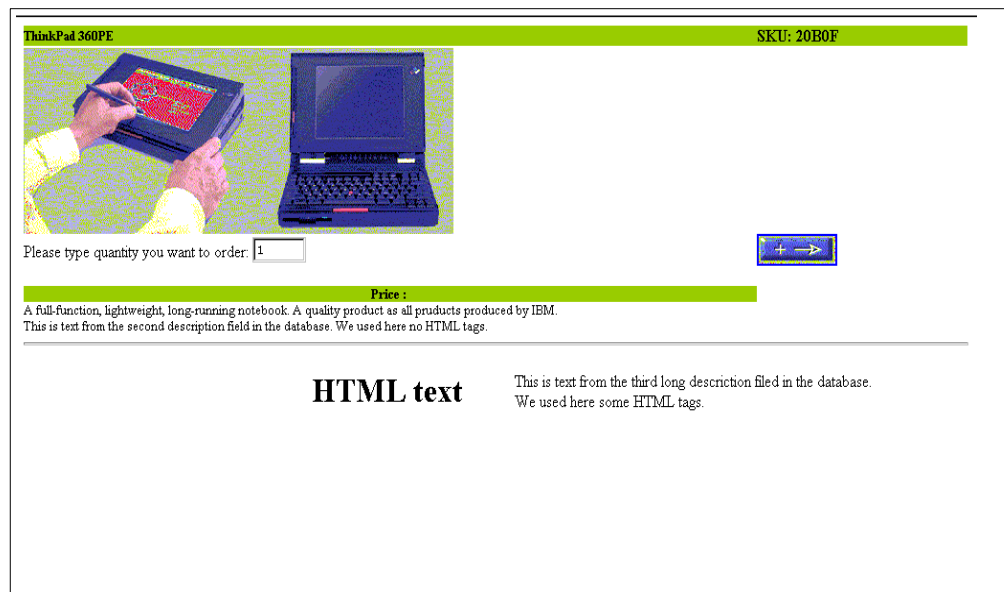 ThinkPad 360PE SKU: 20B0F
Please type quantity you want to order: 1
Price :
A full-function, lightweight, long-running notebook. A quality product as all pruducts produced by IBM.
This is text from the second description field in the database. We used here no HTML tags.
HTML text
This is text from the third long descriction filed in the database.
We used here some HTML tags.